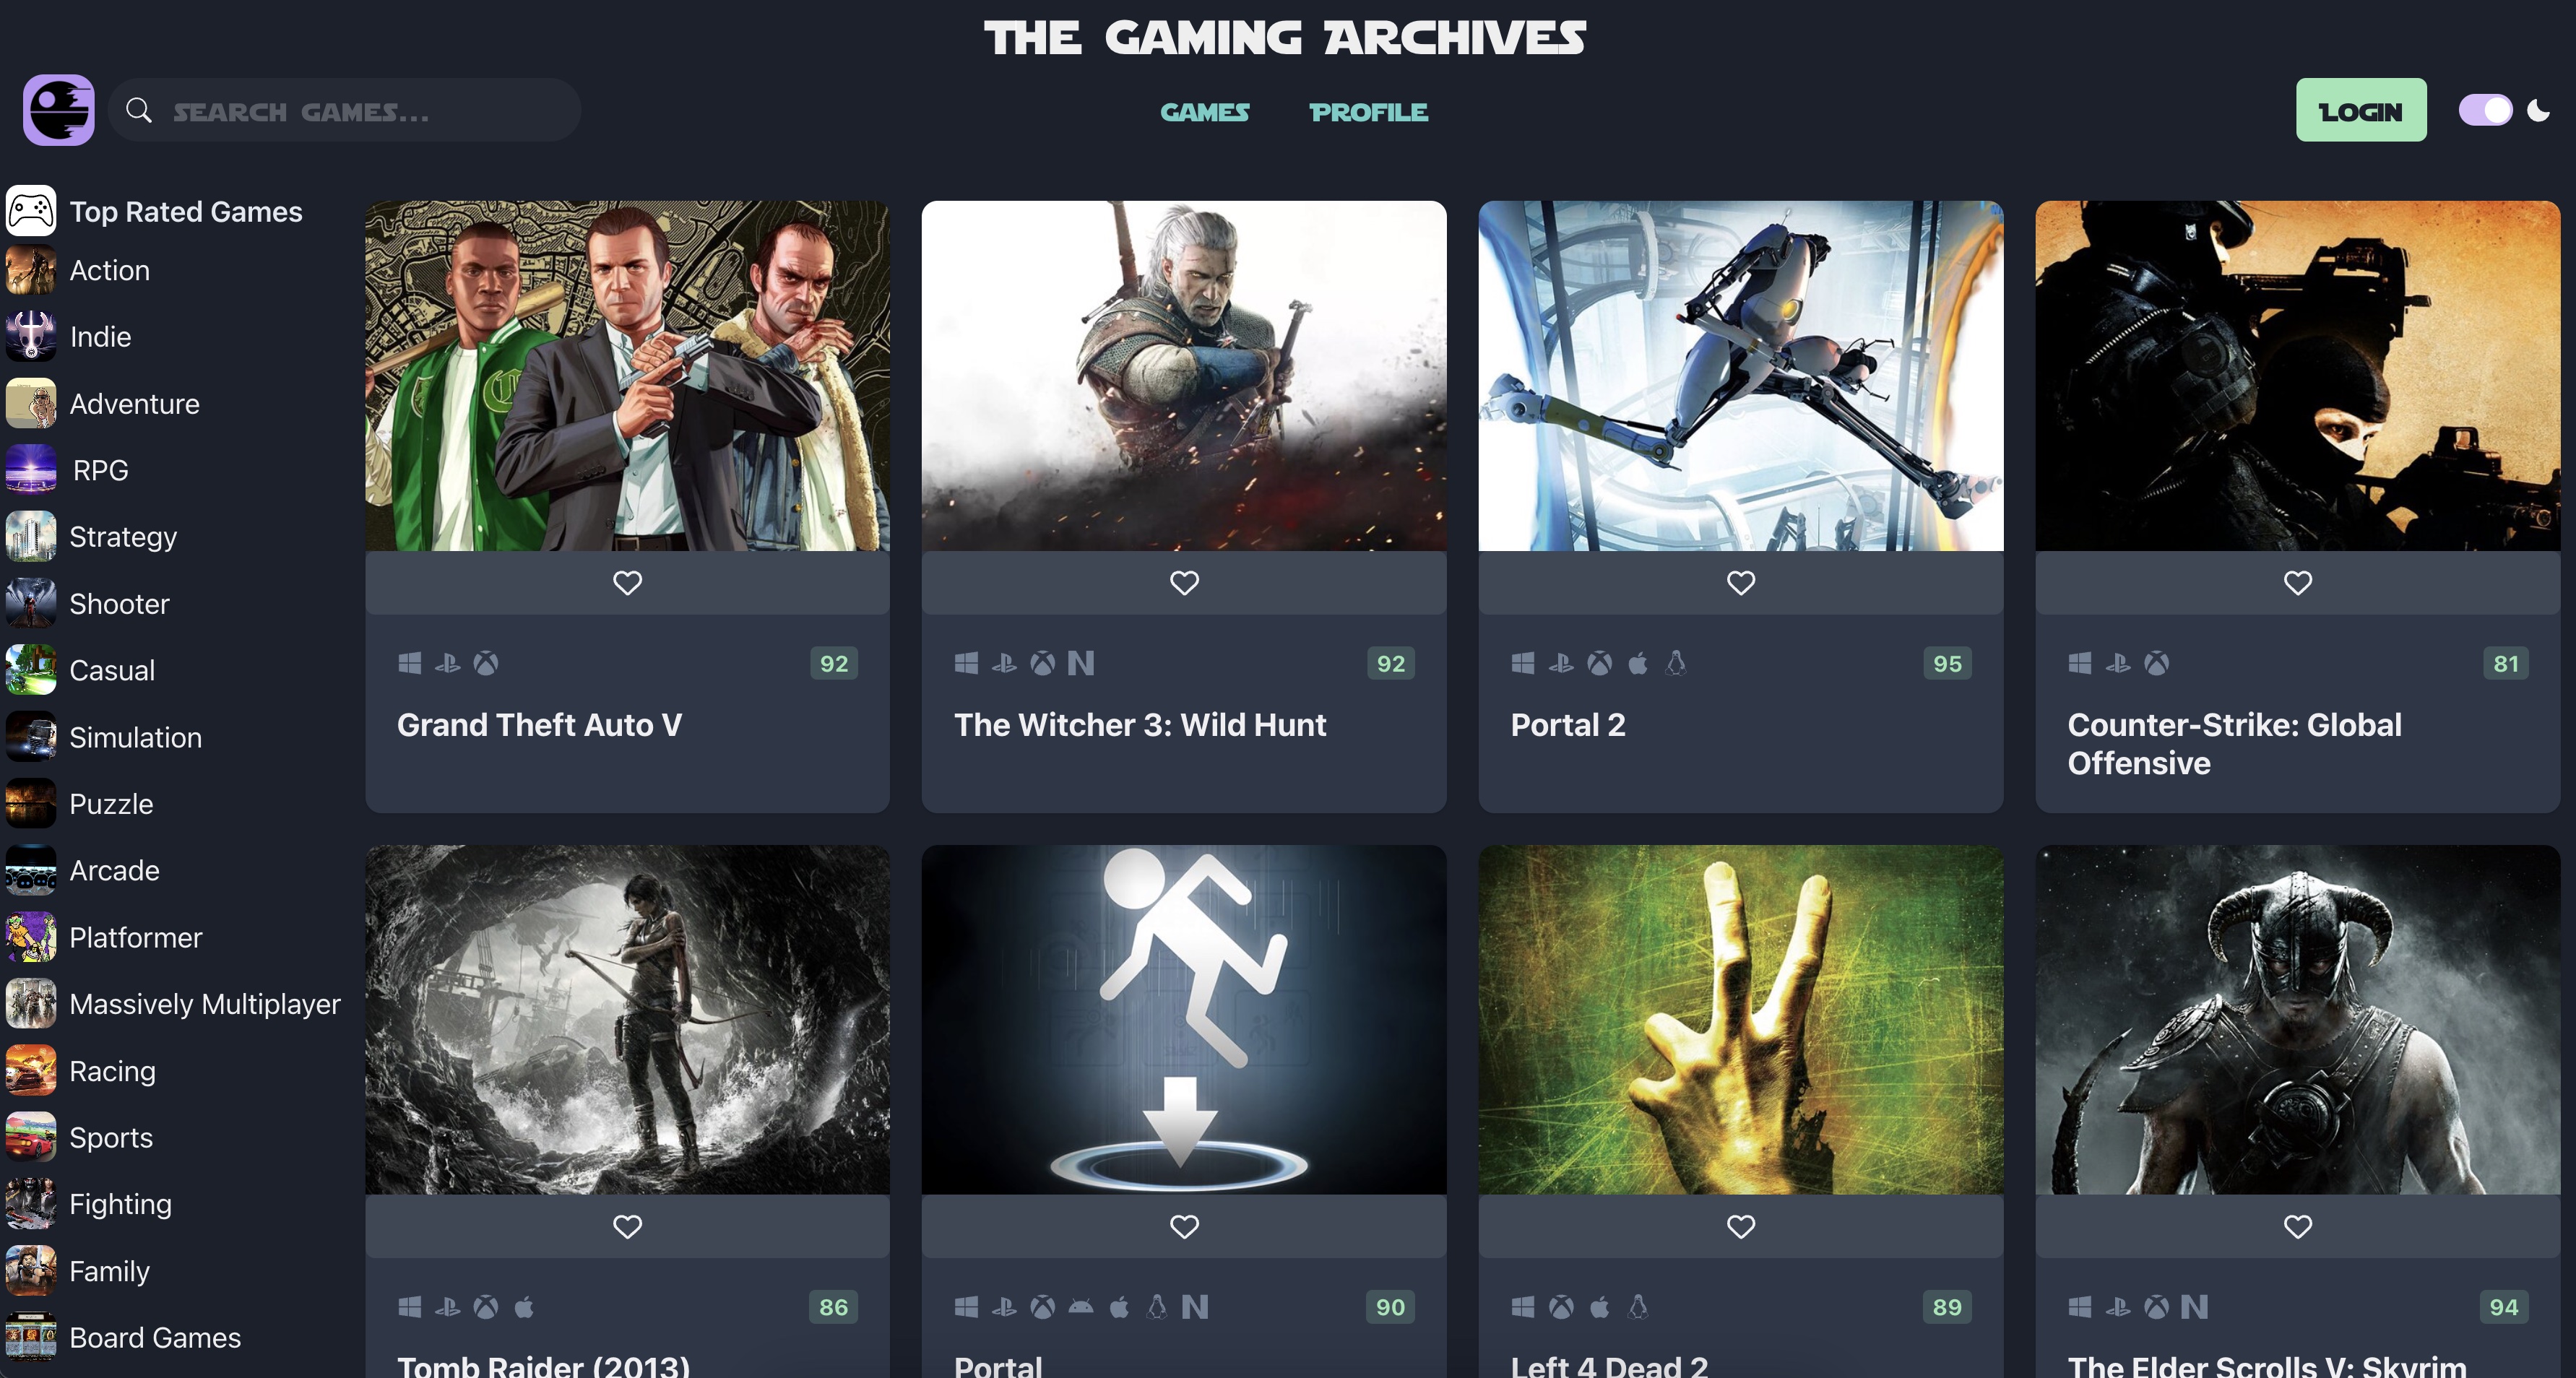 THE GAMING ARCHIVES
SEARCH GAMES...
GAMES
PROFILE
LOGIN
Top Rated Games
Action
Indie
Adventure
RPG
Strategy
Shooter
Casual
Simulation
Puzzle
Arcade
Platformer
Massively Multiplayer
Racing
Sports
Fighting
Family
Board Games
92
Grand Theft Auto V
N
92
The Witcher 3: Wild Hunt
95
Portal 2
81
Counter-Strike: Global
Offensive
86
Tomb Raider (2013)
N
90
Portal
89
Left 4 Dead 2
N
94
The Elder Scrolls V: Skyrim